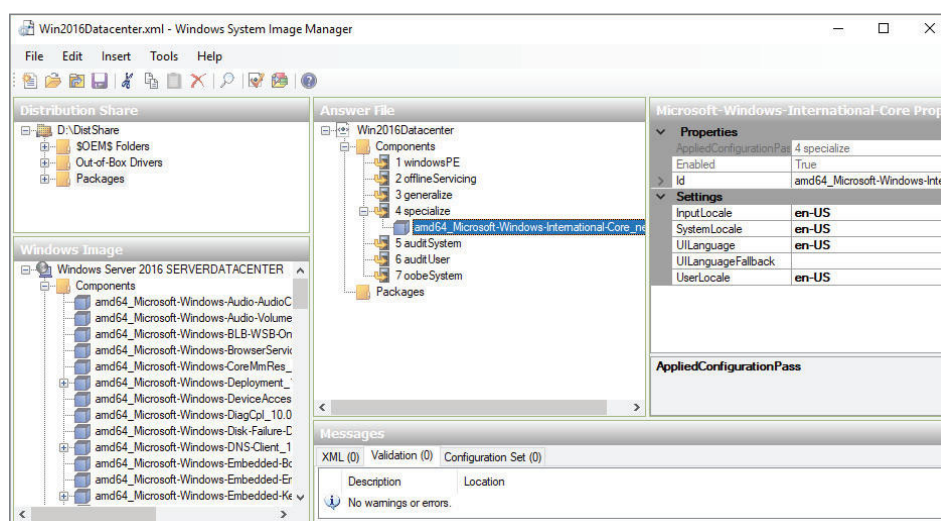 Win2016Datacenter.xml - Windows System Image Manager
File Edit Insert Tools Help
Distribution Share
D:\DistShare
$OEM$ Folders
Out-of-Box Drivers
Packages
Windows Image
Windows Server 2016 SERVERDATACENTER
Components
amd64_Microsoft-Windows-Audio-AudioC
amd64_Microsoft-Windows-Audio-Volume
amd64_Microsoft-Windows-BLB-WSB-On
amd64_Microsoft-Windows-BrowserServic
amd64_Microsoft-Windows-CoreMmRes_
amd64_Microsoft-Windows-Deployment_1
amd64_Microsoft-Windows-DeviceAcces
amd64_Microsoft-Windows-DiagCpl_10.0
amd64_Microsoft-Windows-Disk-Failure-D
amd64_Microsoft-Windows-DNS-Client_1
amd64_Microsoft-Windows-Embedded-Bo
amd64_Microsoft-Windows-Embedded-Er
amd64_Microsoft-Windows-Embedded-Ke
Answer File
Win2016Datacenter
Components
1 windowsPE
2 offlineServicing
3 generalize
4 specialize
amd64_Microsoft-Windows-International-Core_ne
5 auditSystem
6 auditUser
7 oobeSystem
Packages
Microsoft-Windows-International-Core Prop
Properties
AppliedConfigurationPas 4 specialize
Enabled True
Id amd64_Microsoft-Windows-Inte
Settings
InputLocale en-US
SystemLocale en-US
UILanguage en-US
UILanguageFallback
UserLocale en-US
AppliedConfigurationPass
Messages
XML (0) Validation (0) Configuration Set (0)
Description Location
No warnings or errors.